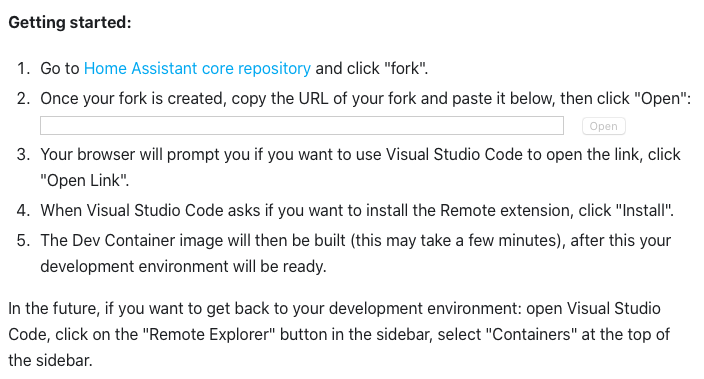 Getting started:
1. Go to Home Assistant core repository and click "fork".
2. Once your fork is created, copy the URL of your fork and paste it below, then click "Open":
Open
3. Your browser will prompt you if you want to use Visual Studio Code to open the link, click
"Open Link".
4. When Visual Studio Code asks if you want to install the Remote extension, click "Install".
5. The Dev Container image will then be built (this may take a few minutes), after this your
development environment will be ready.
In the future, if you want to get back to your development environment: open Visual Studio
Code, click on the "Remote Explorer" button in the sidebar, select "Containers" at the top of
the sidebar.